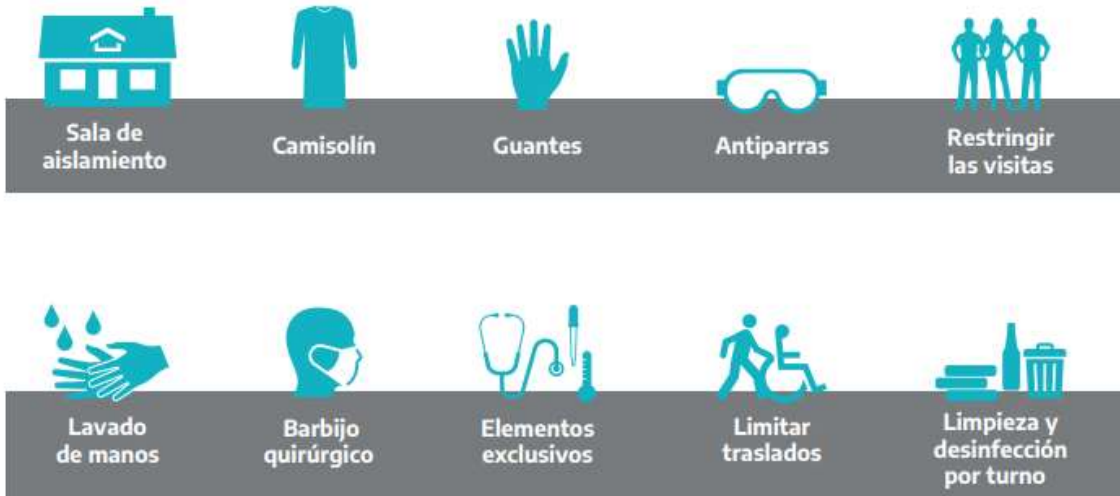 Sala de
aislamiento
Camisolín
Guantes
Antiparras
Restringir
las visitas
Lavado
de manos
Barbijo
quirúrgico
Elementos
exclusivos
Limitar
traslados
Limpieza y
desinfección
por turno